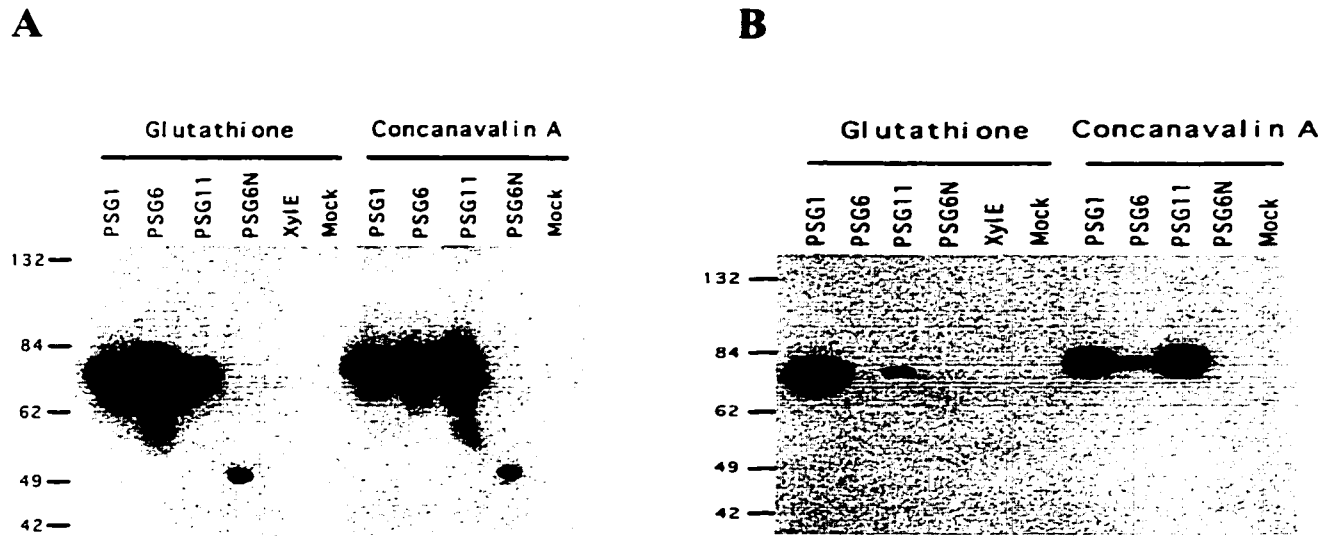 A
B
Glutathione
Concanavalin A
PSG1
PSG6
PSG11
PSG6N
XylE
Mock
PSG1
PSG6
PSG11
PSG6N
Mock
132
84
62
49
42
Glutathione
Concanavalin A
PSG1
PSG6
PSG11
PSG6N
XylE
Mock
PSG1
PSG6
PSG11
PSG6N
Mock
132
84
62
49
42